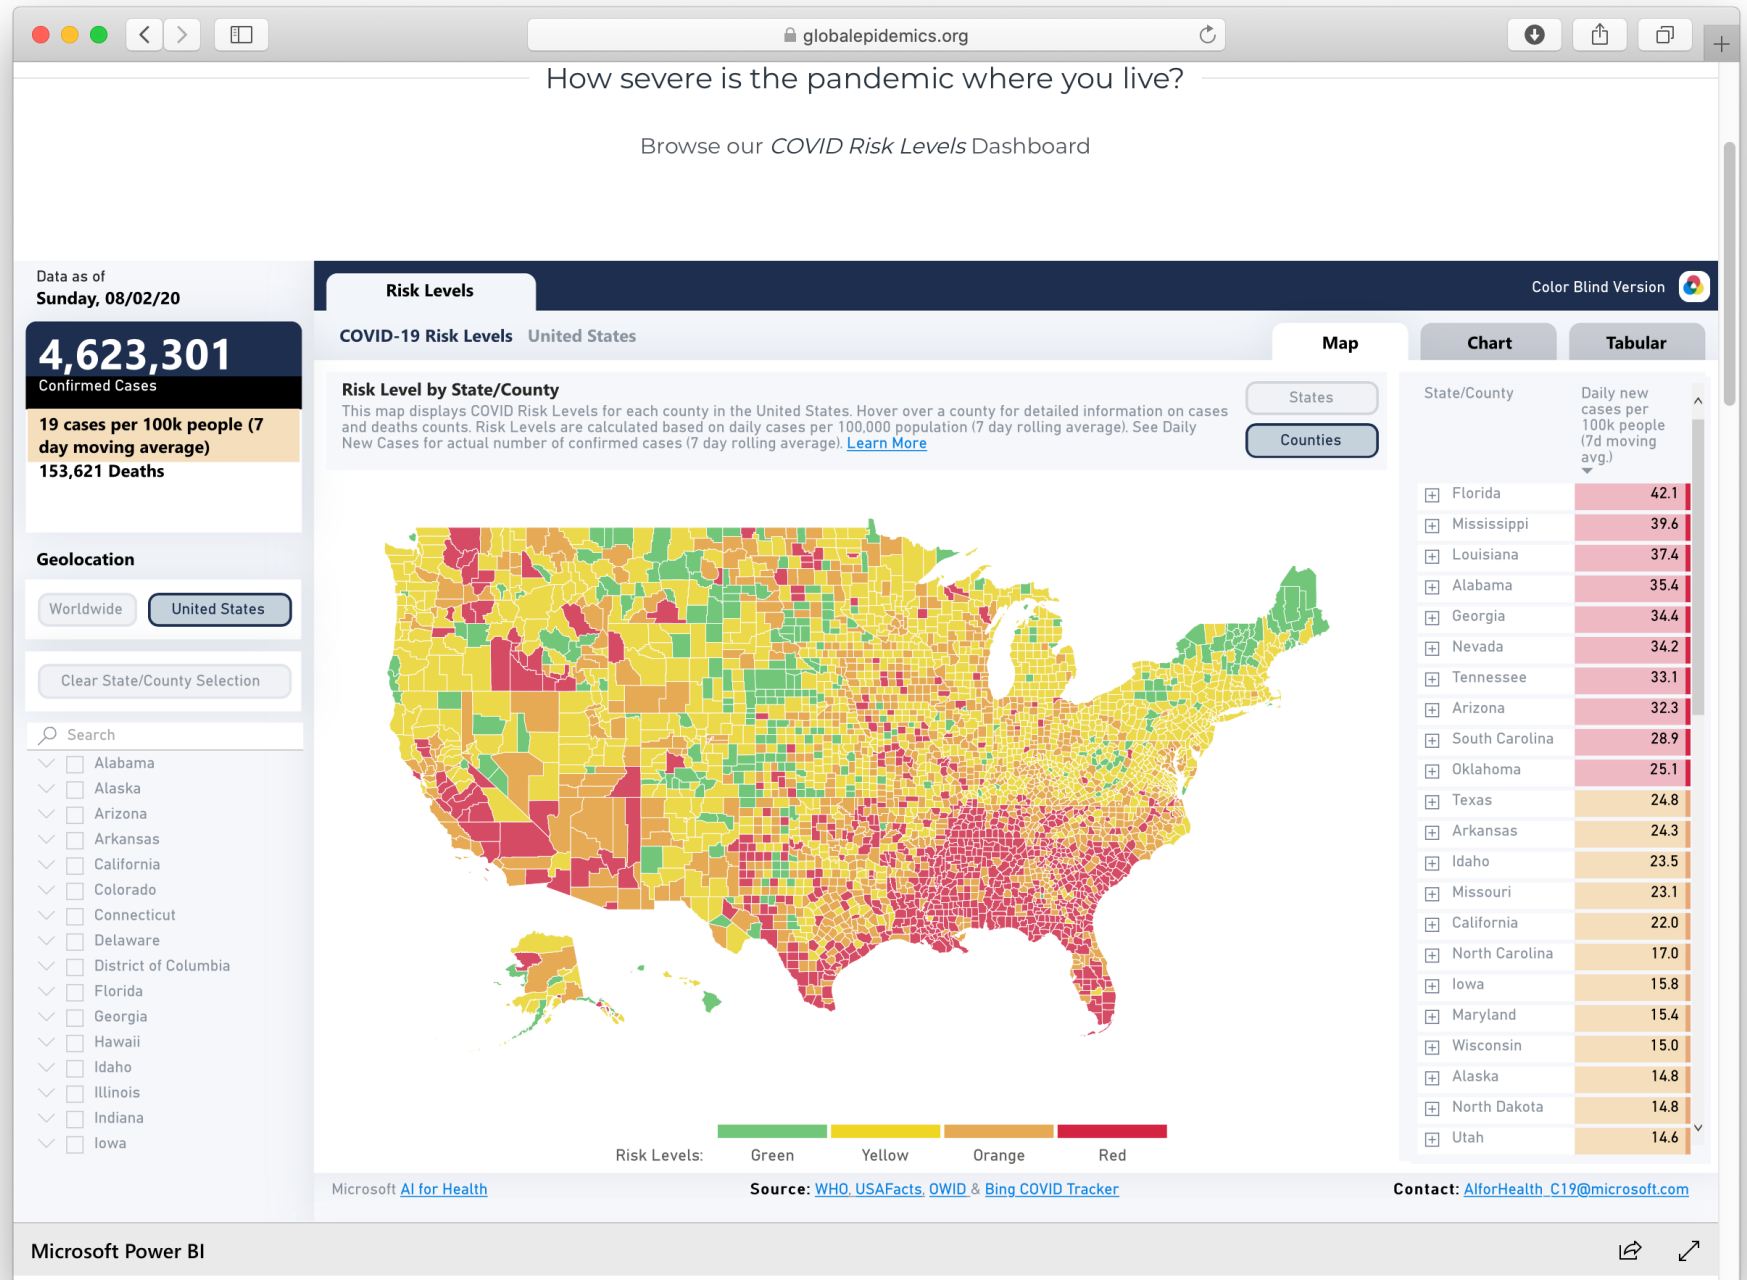 globalepidemics.org
How severe is the pandemic where you live?
Browse our COVID Risk Levels Dashboard
Data as of
Sunday, 08/02/20
4,623,301
Confirmed Cases
19 cases per 100k people (7
day moving average)
153,621 Deaths
Geolocation
Worldwide
United States
Clear State/County Selection
Search
Alabama
Alaska
Arizona
Arkansas
California
Colorado
Connecticut
Delaware
District of Columbia
Florida
Georgia
Hawaii
Idaho
Illinois
Indiana
Iowa
Risk Levels
Color Blind Version
COVID-19 Risk Levels United States
Map
Chart
Tabular
Risk Level by State/County
This map displays COVID Risk Levels for each county in the United States. Hover over a county for detailed information on cases
and deaths counts. Risk Levels are calculated based on daily cases per 100,000 population (7 day rolling average). See Daily
New Cases for actual number of confirmed cases (7 day rolling average). Learn More
States
Counties
Risk Levels: Green Yellow Orange Red
State/County
Daily new
cases per
100k people
(7d moving
avg.)
Florida 42.1
Mississippi 39.6
Louisiana 37.4
Alabama 35.4
Georgia 34.4
Nevada 34.2
Tennessee 33.1
Arizona 32.3
South Carolina 28.9
Oklahoma 25.1
Texas 24.8
Arkansas 24.3
Idaho 23.5
Missouri 23.1
California 22.0
North Carolina 17.0
Iowa 15.8
Maryland 15.4
Wisconsin 15.0
Alaska 14.8
North Dakota 14.8
Utah 14.6
Microsoft AI for Health
Source: WHO, USAFacts, OWID & Bing COVID Tracker
Contact: AIforHealth_C19@microsoft.com
Microsoft Power BI